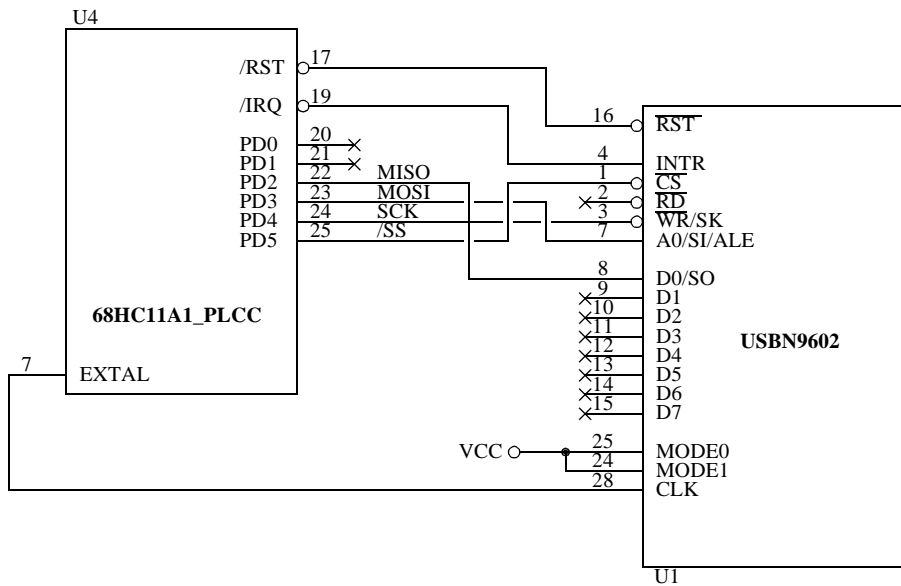 U4
/RST 17
/IRQ 19
PD0 20
PD1 21
PD2 22 MISO
PD3 23 MOSI
PD4 24 SCK
PD5 25 /SS
68HC11A1_PLCC
7 EXTAL
16 RST
4 INTR
1 CS
2 RD
3 WR/SK
7 A0/SI/ALE
8 D0/SO
9 D1
10 D2
11 D3
12 D4
13 D5
14 D6
15 D7
USBN9602
VCC
25 MODE0
24 MODE1
28 CLK
U1